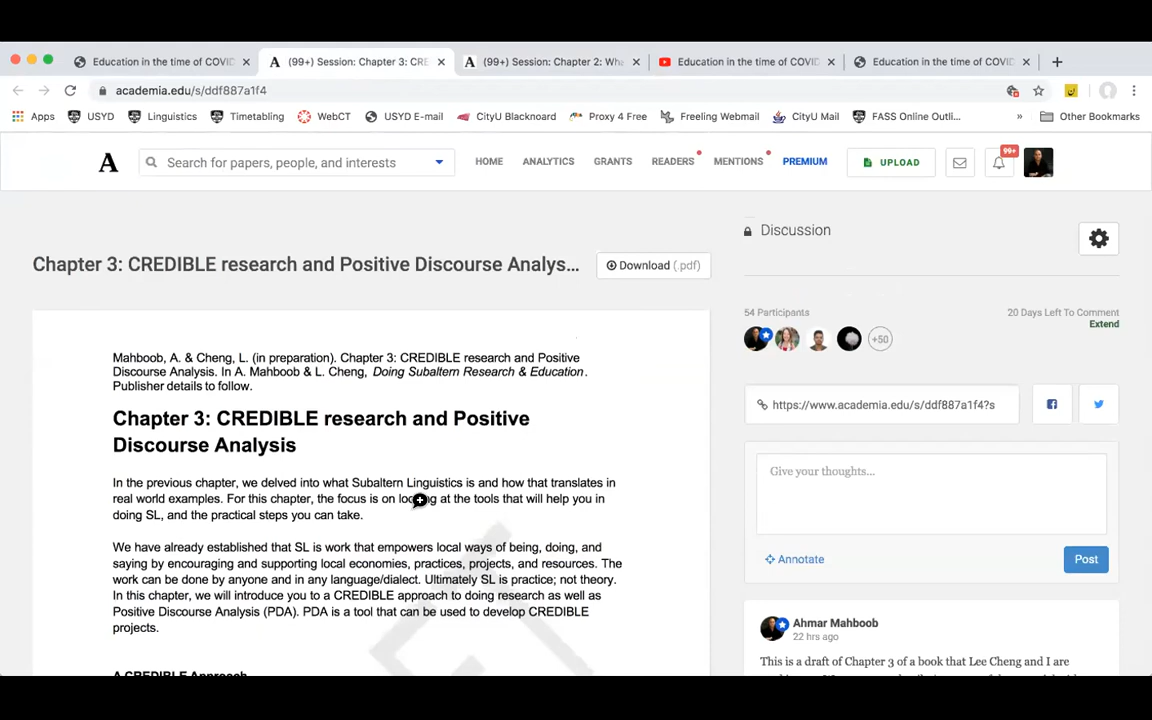 Education in the time of COVID
(99+) Session: Chapter 3: CRE
(99+) Session: Chapter 2: Wha
Education in the time of COVID
Education in the time of COVID
academia.edu/s/ddf887a1f4
Apps USYD Linguistics Timetabling WebCT USYD E-mail CityU Blacknoard Proxy 4 Free Freeling Webmail CityU Mail FASS Online Outli... » Other Bookmarks
A
Search for papers, people, and interests
HOME ANALYTICS GRANTS READERS MENTIONS PREMIUM UPLOAD 99+
Chapter 3: CREDIBLE research and Positive Discourse Analys...
Download (.pdf)
Mahboob, A. & Cheng, L. (in preparation). Chapter 3: CREDIBLE research and Positive
Discourse Analysis. In A. Mahboob & L. Cheng, Doing Subaltern Research & Education.
Publisher details to follow.
Chapter 3: CREDIBLE research and Positive
Discourse Analysis
In the previous chapter, we delved into what Subaltern Linguistics is and how that translates in
real world examples. For this chapter, the focus is on looking at the tools that will help you in
doing SL, and the practical steps you can take.
We have already established that SL is work that empowers local ways of being, doing, and
saying by encouraging and supporting local economies, practices, projects, and resources. The
work can be done by anyone and in any language/dialect. Ultimately SL is practice; not theory.
In this chapter, we will introduce you to a CREDIBLE approach to doing research as well as
Positive Discourse Analysis (PDA). PDA is a tool that can be used to develop CREDIBLE
projects.
A CREDIBLE Approach
Discussion
54 Participants
20 Days Left To Comment
Extend
+50
https://www.academia.edu/s/ddf887a1f4?s
Give your thoughts...
Annotate
Post
Ahmar Mahboob
22 hrs ago
This is a draft of Chapter 3 of a book that Lee Cheng and I are